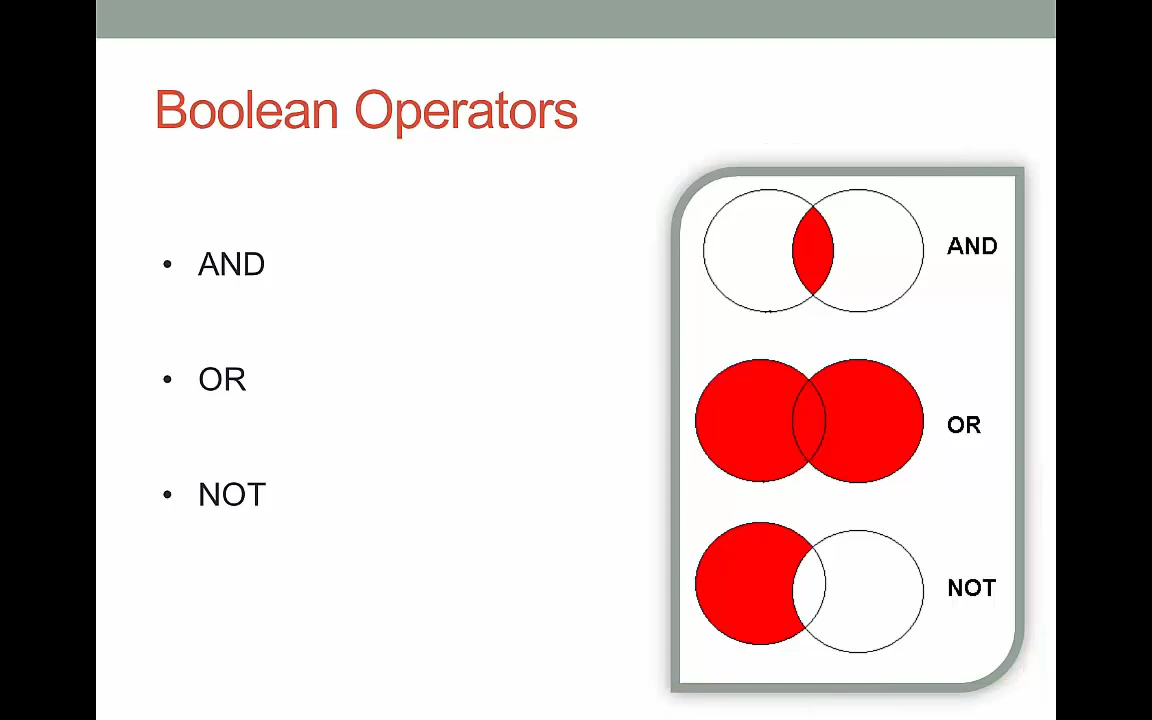 Boolean Operators
• AND
• OR
• NOT
AND
OR
NOT